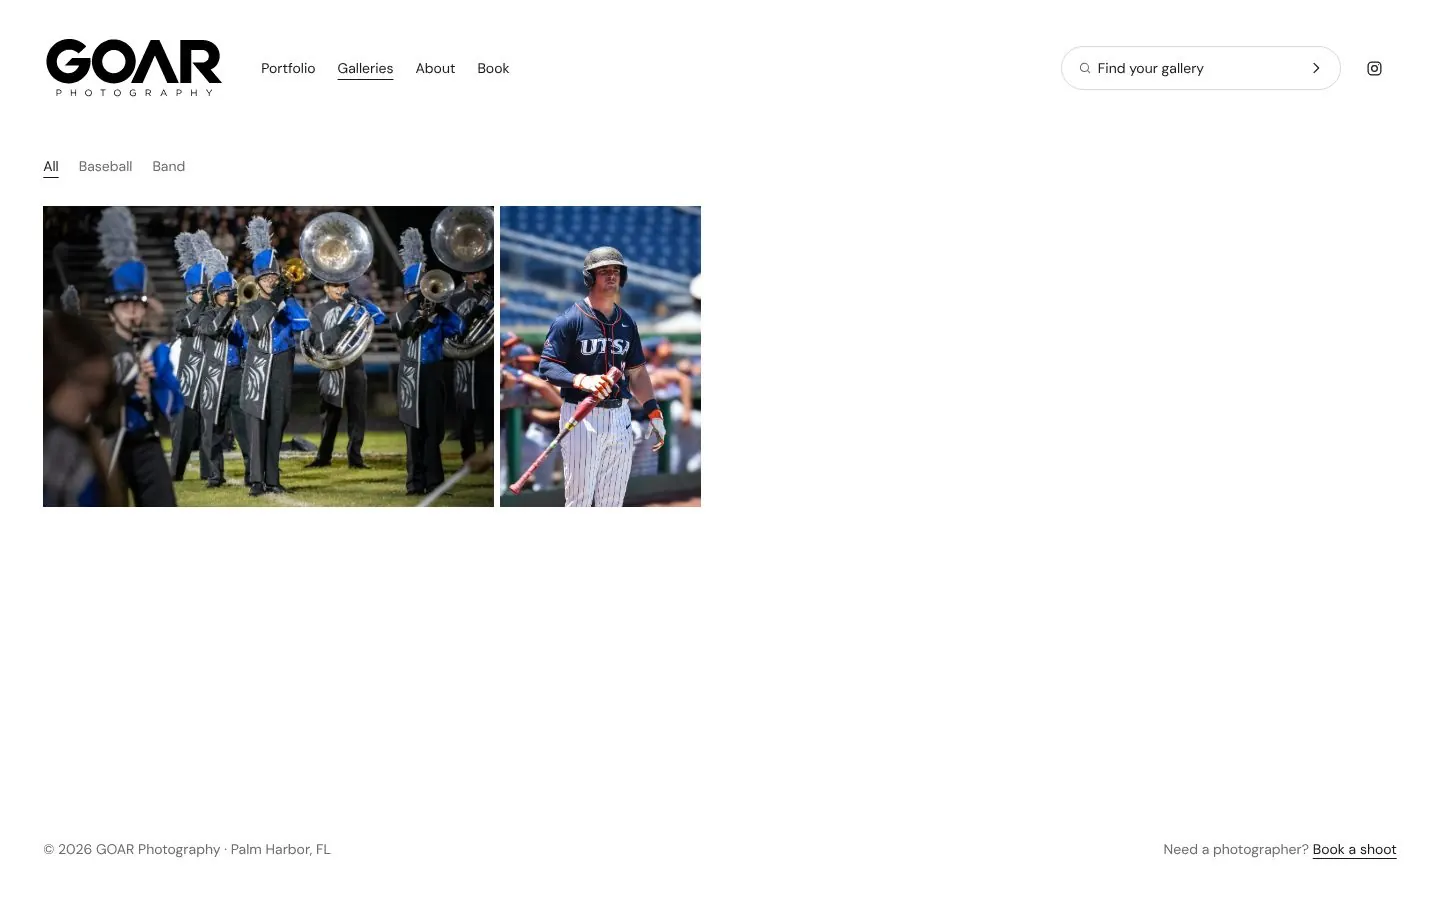 GOAR
PHOTOGRAPHY
Portfolio Galleries About Book
Find your gallery
All Baseball Band
UTSA
© 2026 GOAR Photography · Palm Harbor, FL
Need a photographer? Book a shoot